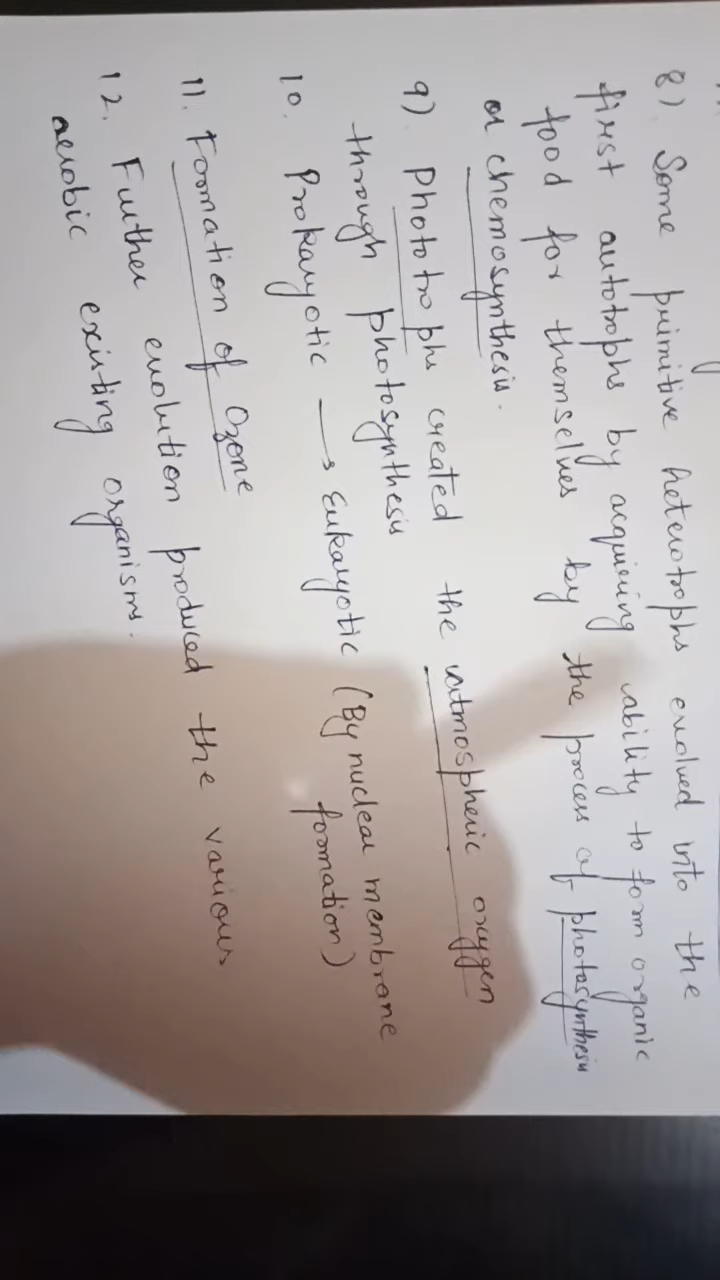 8) Some primitive heterotrophs evolved into the
first autotrophs by acquiring ability to form organic
food for themselves by the process of photosynthesis
or chemosynthesis.
9) Phototrophs created the atmospheric oxygen
through photosynthesis
10. Prokaryotic → Eukaryotic (By nuclear membrane
formation)
11. Formation of Ozone
12. Further evolution produced the various
aerobic existing organisms.